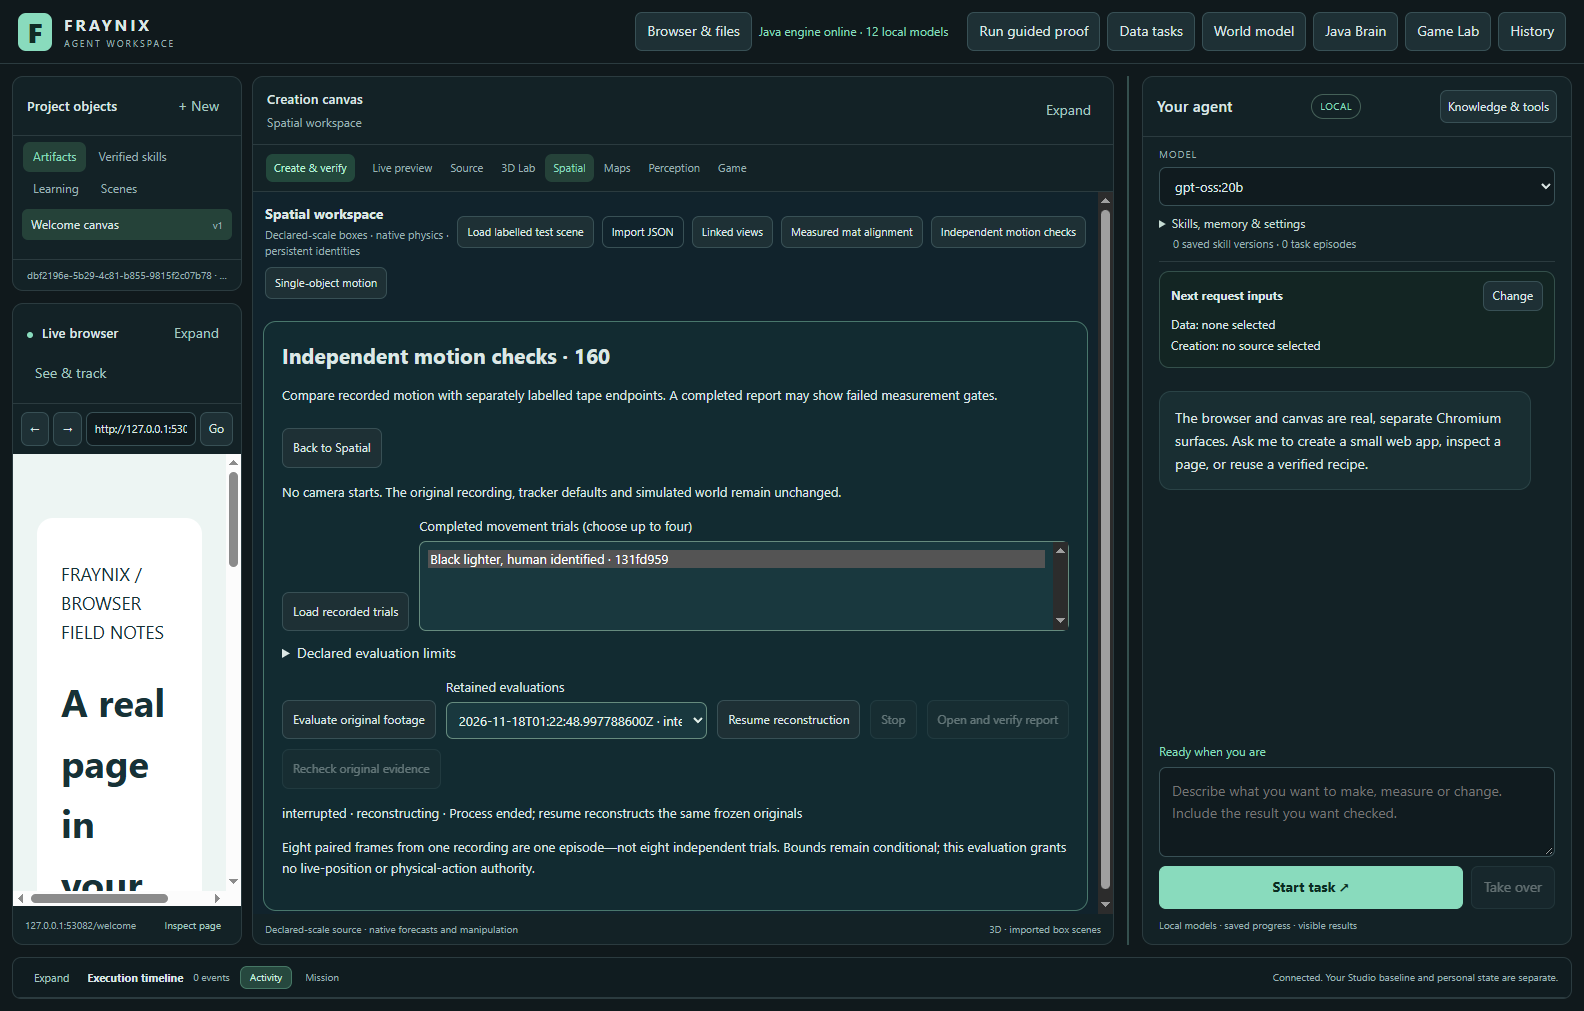 F
FRAYNIX
AGENT WORKSPACE
Browser & files
Java engine online · 12 local models
Run guided proof
Data tasks
World model
Java Brain
Game Lab
History
Project objects
+ New
Artifacts
Verified skills
Learning
Scenes
Welcome canvas
v1
dbf2196e-5b29-4c81-b855-9815f2c07b78 · ...
Live browser
Expand
See & track
←
→
http://127.0.0.1:530
Go
FRAYNIX /
BROWSER
FIELD NOTES
A real
page
in
your
127.0.0.1:53082/welcome
Inspect page
Creation canvas
Spatial workspace
Expand
Create & verify
Live preview
Source
3D Lab
Spatial
Maps
Perception
Game
Spatial workspace
Declared-scale boxes · native physics ·
persistent identities
Load labelled test scene
Import JSON
Linked views
Measured mat alignment
Independent motion checks
Single-object motion
Independent motion checks · 160
Compare recorded motion with separately labelled tape endpoints. A completed report may show failed measurement gates.
Back to Spatial
No camera starts. The original recording, tracker defaults and simulated world remain unchanged.
Completed movement trials (choose up to four)
Black lighter, human identified · 131fd959
Load recorded trials
Declared evaluation limits
Retained evaluations
Evaluate original footage
2026-11-18T01:22:48.997788600Z · inte
Resume reconstruction
Stop
Open and verify report
Recheck original evidence
interrupted · reconstructing · Process ended; resume reconstructs the same frozen originals
Eight paired frames from one recording are one episode—not eight independent trials. Bounds remain conditional; this evaluation grants
no live-position or physical-action authority.
Declared-scale source · native forecasts and manipulation
3D · imported box scenes
Your agent
LOCAL
Knowledge & tools
MODEL
gpt-oss:20b
Skills, memory & settings
0 saved skill versions · 0 task episodes
Next request inputs
Change
Data: none selected
Creation: no source selected
The browser and canvas are real, separate Chromium
surfaces. Ask me to create a small web app, inspect a
page, or reuse a verified recipe.
Ready when you are
Describe what you want to make, measure or change.
Include the result you want checked.
Start task ↗
Take over
Local models · saved progress · visible results
Expand
Execution timeline
0 events
Activity
Mission
Connected. Your Studio baseline and personal state are separate.